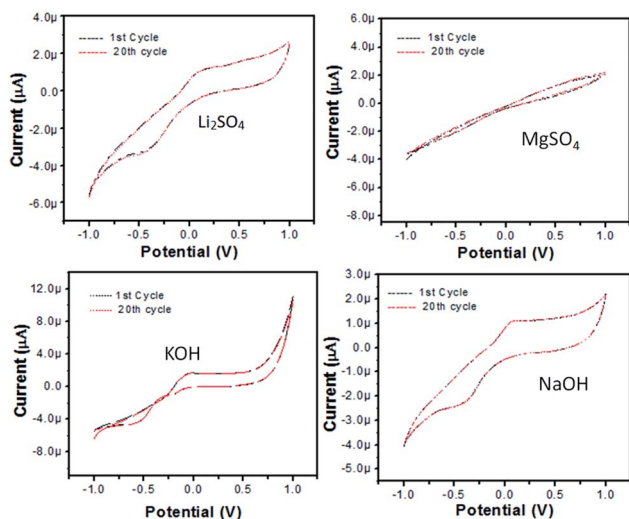 4.0µ
1st Cycle
20th cycle
2.0µ
0.0
-2.0µ
-4.0µ
-6.0µ
Li₂SO₄
Current (µA)
-1.0 -0.5 0.0 0.5 1.0
Potential (V)
6.0µ
1st Cycle
20th cycle
4.0µ
2.0µ
0.0
-2.0µ
-4.0µ
-6.0µ
-8.0µ
MgSO₄
Current (µA)
-1.0 -0.5 0.0 0.5 1.0
Potential (V)
12.0µ
1st Cycle
20th cycle
8.0µ
4.0µ
0.0
-4.0µ
-8.0µ
KOH
Current (µA)
-1.0 -0.5 0.0 0.5 1.0
Potential (V)
3.0µ
1st Cycle
20th cycle
2.0µ
1.0µ
0.0
-1.0µ
-2.0µ
-3.0µ
-4.0µ
-5.0µ
NaOH
Current (µA)
-1.0 -0.5 0.0 0.5 1.0
Potential (V)